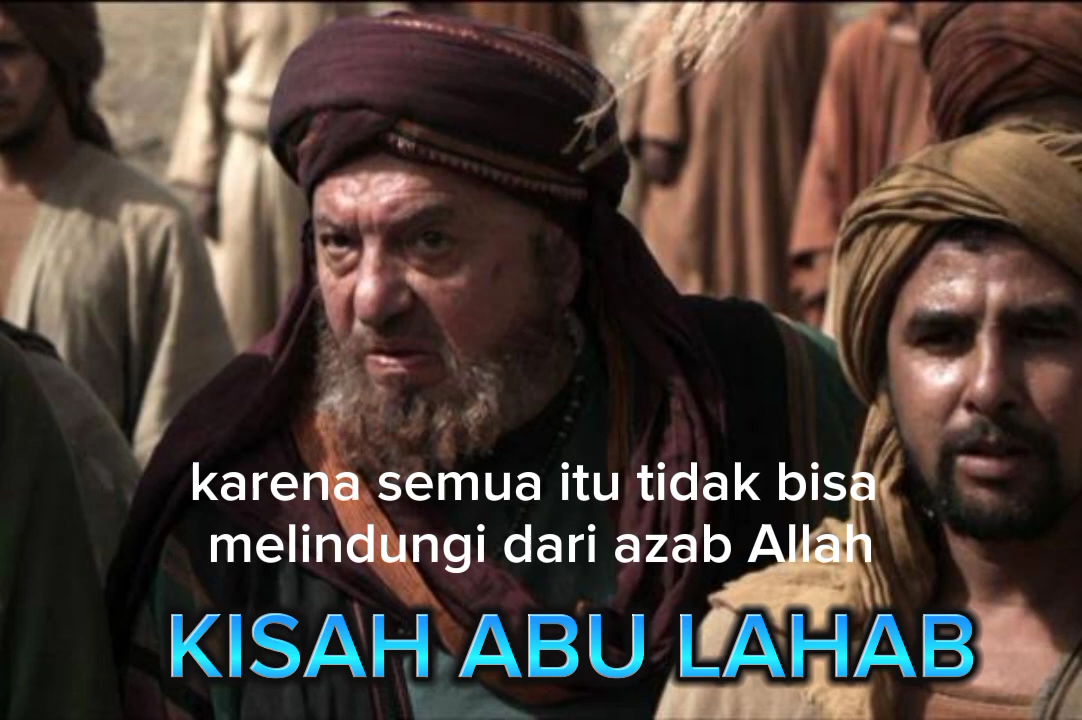 karena semua itu tidak bisa
melindungi dari azab Allah
KISAH ABU LAHAB